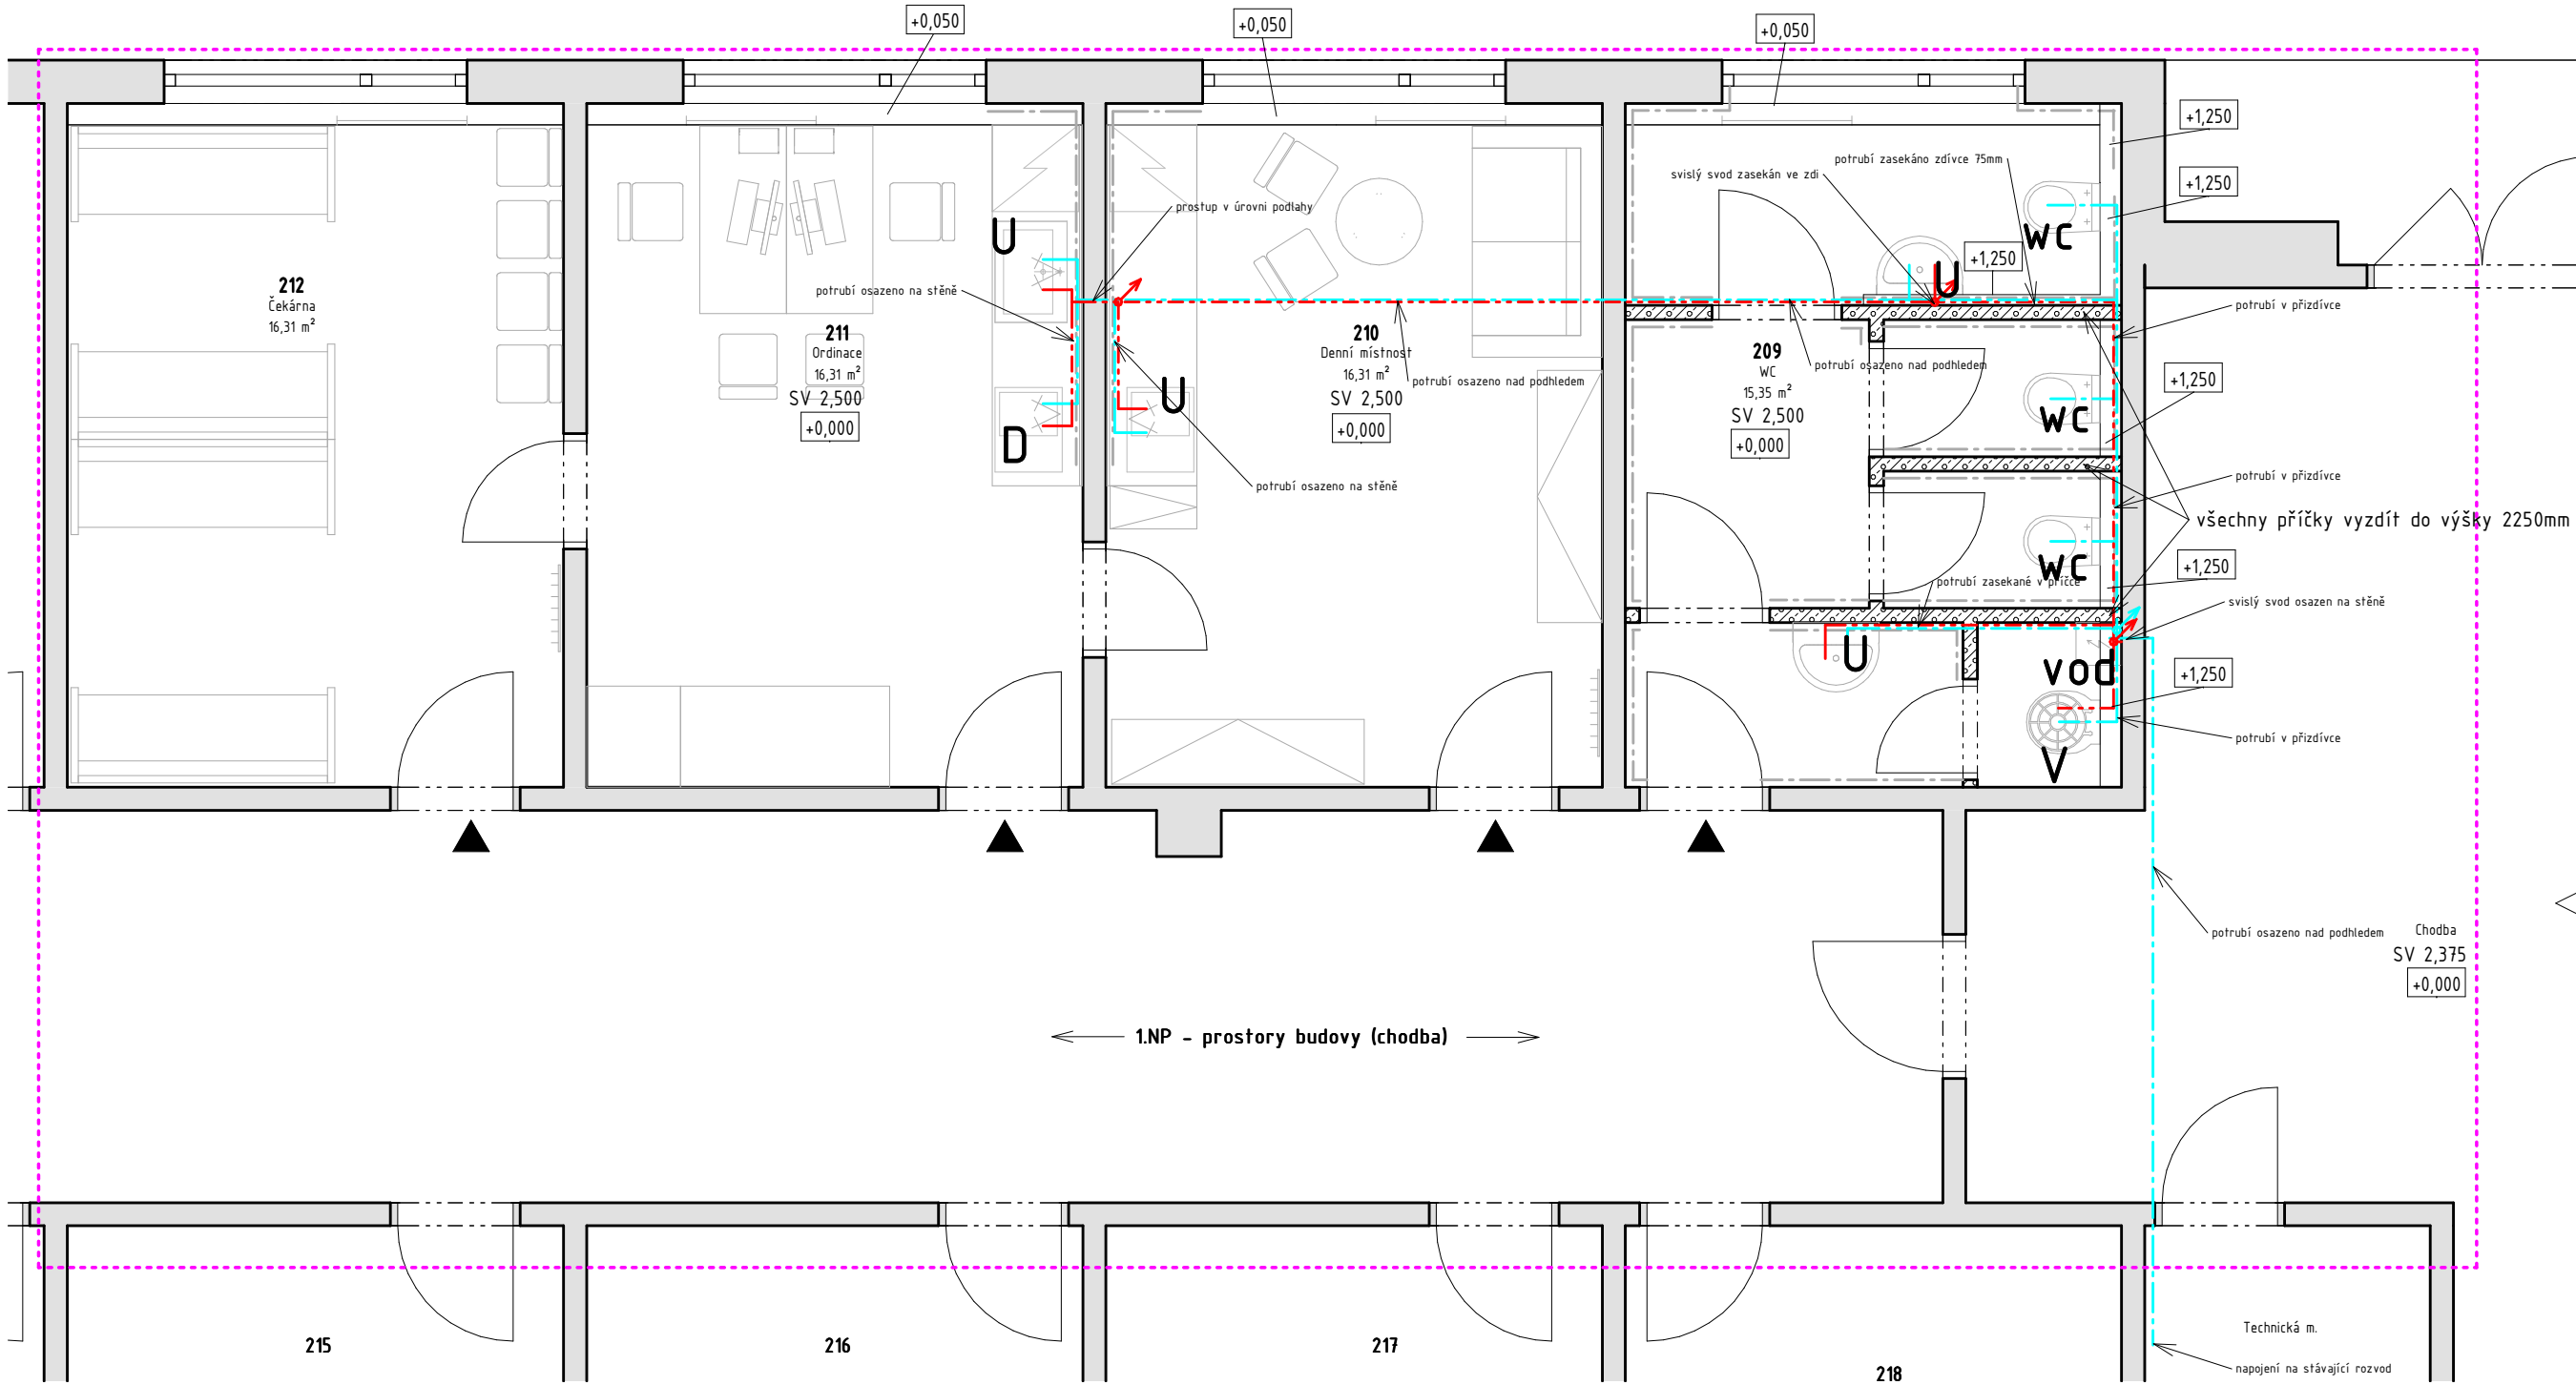 +0,050
+0,050
+0,050
+1,250
+1,250
potrubí zasekáno zdívce 75mm
svislý svod zasekán ve zdi
prostup v úrovni podlahy
U
WC
+1,250
U
212
Čekárna
16,31 m²
potrubí osazeno na stěně
211
Ordinace
16,31 m²
SV 2,500
+0,000
D
U
210
Denní místnost
16,31 m²
SV 2,500
+0,000
potrubí osazeno nad podhledem
potrubí osazeno na stěně
209
WC
15,35 m²
SV 2,500
+0,000
potrubí osazeno nad podhledem
potrubí v přizdívce
+1,250
WC
potrubí v přizdívce
všechny příčky vyzdít do výšky 2250mm
WC
+1,250
potrubí zasekané v příčce
svislý svod osazen na stěně
U
vod
+1,250
potrubí v přizdívce
V
potrubí osazeno nad podhledem
Chodba
SV 2,375
+0,000
1.NP - prostory budovy (chodba)
215
216
217
218
Technická m.
napojení na stávající rozvod